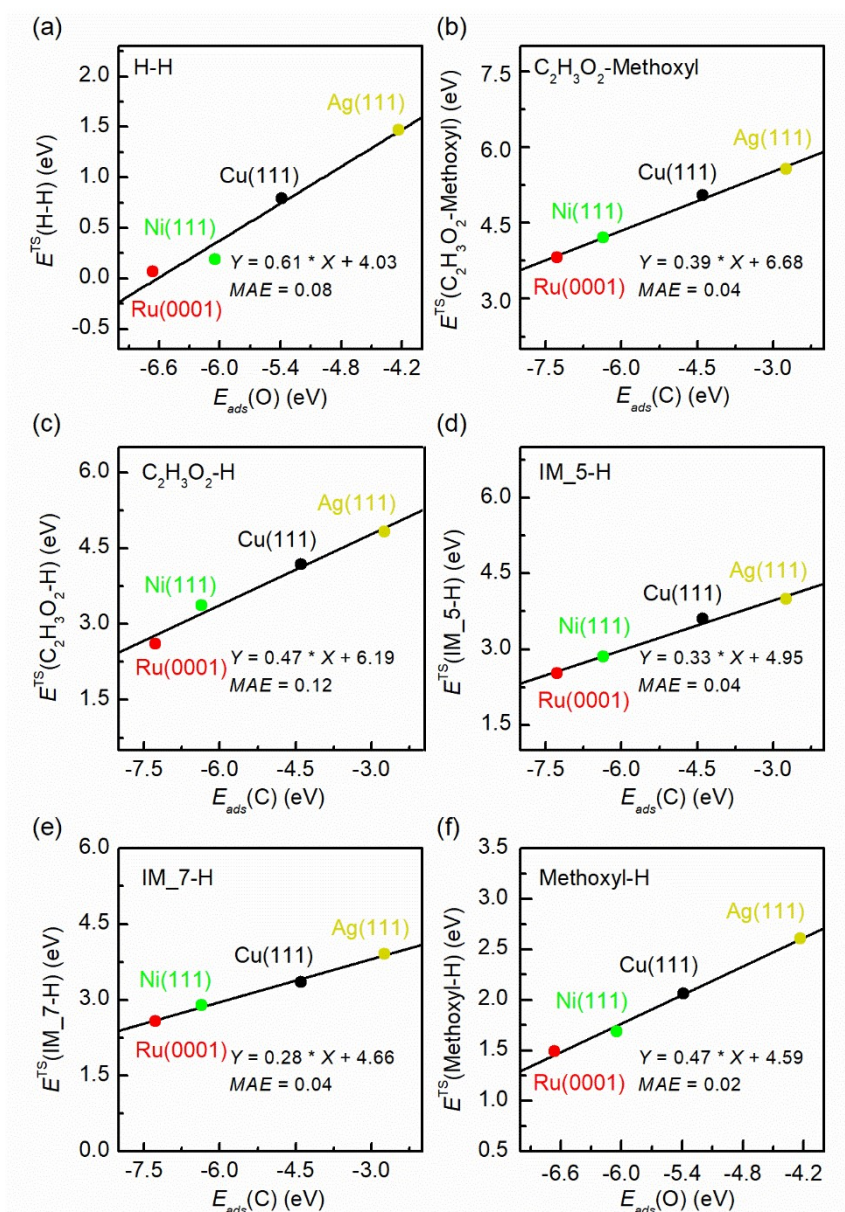 (a)
H-H
2.0
1.5
1.0
0.5
0.0
-0.5
E^TS(H-H) (eV)
Ag(111)
Cu(111)
Ni(111)
Ru(0001)
Y = 0.61 * X + 4.03
MAE = 0.08
-6.6 -6.0 -5.4 -4.8 -4.2
E_ads(O) (eV)
(b)
C₂H₃O₂-Methoxyl
7.5
6.0
4.5
3.0
E^TS(C₂H₃O₂-Methoxyl) (eV)
Ag(111)
Cu(111)
Ni(111)
Ru(0001)
Y = 0.39 * X + 6.68
MAE = 0.04
-7.5 -6.0 -4.5 -3.0
E_ads(C) (eV)
(c)
C₂H₃O₂-H
6.0
4.5
3.0
1.5
E^TS(C₂H₃O₂-H) (eV)
Ag(111)
Cu(111)
Ni(111)
Ru(0001)
Y = 0.47 * X + 6.19
MAE = 0.12
-7.5 -6.0 -4.5 -3.0
E_ads(C) (eV)
(d)
IM_5-H
6.0
4.5
3.0
1.5
E^TS(IM_5-H) (eV)
Ag(111)
Cu(111)
Ni(111)
Ru(0001)
Y = 0.33 * X + 4.95
MAE = 0.04
-7.5 -6.0 -4.5 -3.0
E_ads(C) (eV)
(e)
IM_7-H
6.0
4.5
3.0
1.5
0.0
E^TS(IM_7-H) (eV)
Ag(111)
Cu(111)
Ni(111)
Ru(0001)
Y = 0.28 * X + 4.66
MAE = 0.04
-7.5 -6.0 -4.5 -3.0
E_ads(C) (eV)
(f)
Methoxyl-H
3.5
3.0
2.5
2.0
1.5
1.0
0.5
E^TS(Methoxyl-H) (eV)
Ag(111)
Cu(111)
Ni(111)
Ru(0001)
Y = 0.47 * X + 4.59
MAE = 0.02
-6.6 -6.0 -5.4 -4.8 -4.2
E_ads(O) (eV)